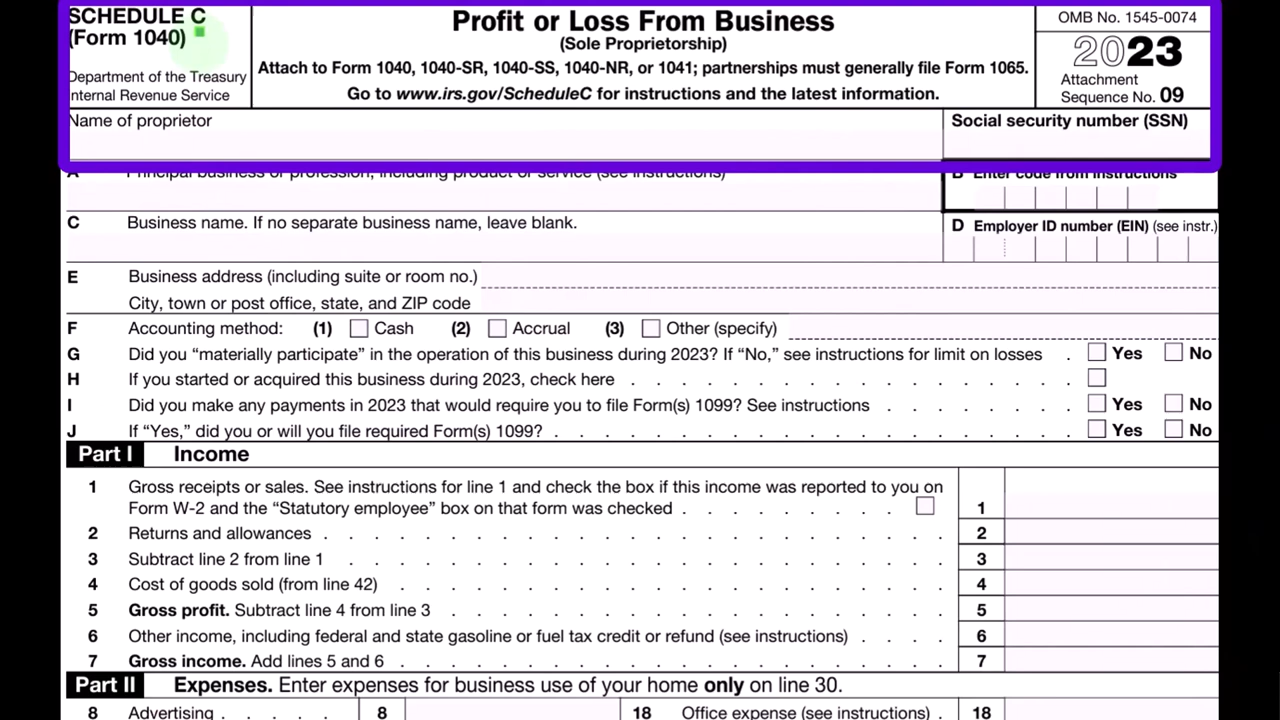 SCHEDULE C
(Form 1040)
Department of the Treasury
Internal Revenue Service
Profit or Loss From Business
(Sole Proprietorship)
Attach to Form 1040, 1040-SR, 1040-SS, 1040-NR, or 1041; partnerships must generally file Form 1065.
Go to www.irs.gov/ScheduleC for instructions and the latest information.
OMB No. 1545-0074
2023
Attachment
Sequence No. 09
Name of proprietor
Social security number (SSN)
A Principal business or profession, including product or service (see instructions)
B Enter code from instructions
C Business name. If no separate business name, leave blank.
D Employer ID number (EIN) (see instr.)
E Business address (including suite or room no.)
City, town or post office, state, and ZIP code
F Accounting method: (1) Cash (2) Accrual (3) Other (specify)
G Did you “materially participate” in the operation of this business during 2023? If “No,” see instructions for limit on losses . Yes No
H If you started or acquired this business during 2023, check here . . . . . . . . . . . . . . . . . .
I Did you make any payments in 2023 that would require you to file Form(s) 1099? See instructions . . . . . . . Yes No
J If “Yes,” did you or will you file required Form(s) 1099? . . . . . . . . . . . . . . . . . . Yes No
Part I Income
1 Gross receipts or sales. See instructions for line 1 and check the box if this income was reported to you on
Form W-2 and the “Statutory employee” box on that form was checked . . . . . . . . . 1
2 Returns and allowances . . . . . . . . . . . . . . . . . . . . 2
3 Subtract line 2 from line 1 . . . . . . . . . . . . . . . . . . . 3
4 Cost of goods sold (from line 42) . . . . . . . . . . . . . . . . . 4
5 Gross profit. Subtract line 4 from line 3 . . . . . . . . . . . . . . . 5
6 Other income, including federal and state gasoline or fuel tax credit or refund (see instructions) . . . . 6
7 Gross income. Add lines 5 and 6 . . . . . . . . . . . . . . . . . 7
Part II Expenses. Enter expenses for business use of your home only on line 30.
8 Advertising . . . . . 8
18 Office expense (see instructions) . 18